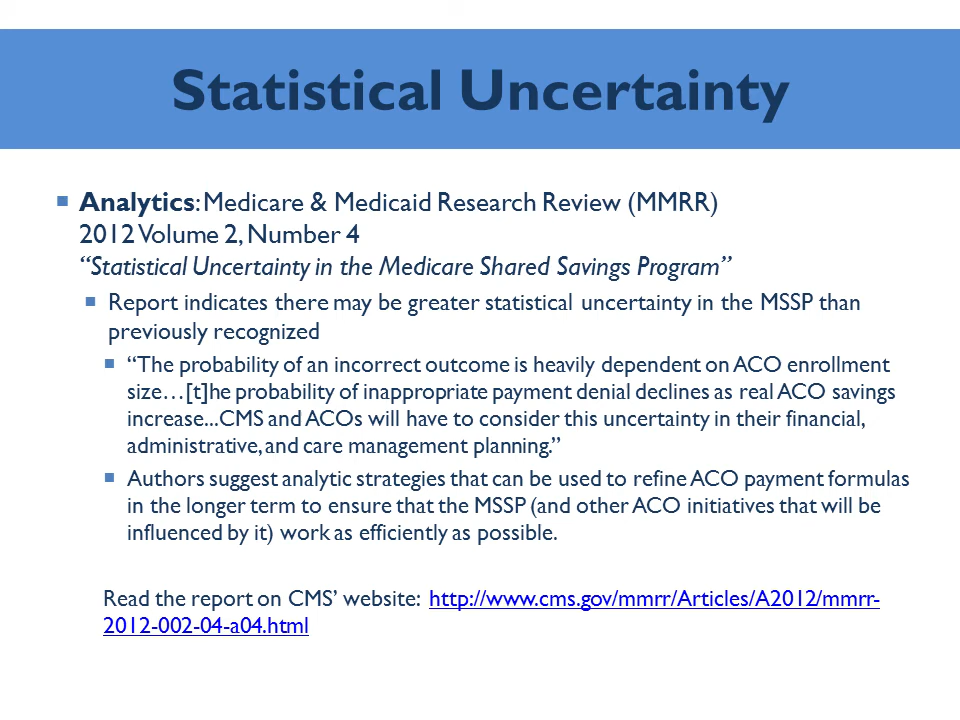 Statistical Uncertainty
Analytics: Medicare & Medicaid Research Review (MMRR)
2012 Volume 2, Number 4
“Statistical Uncertainty in the Medicare Shared Savings Program”
Report indicates there may be greater statistical uncertainty in the MSSP than
previously recognized
“The probability of an incorrect outcome is heavily dependent on ACO enrollment
size…[t]he probability of inappropriate payment denial declines as real ACO savings
increase...CMS and ACOs will have to consider this uncertainty in their financial,
administrative, and care management planning.”
Authors suggest analytic strategies that can be used to refine ACO payment formulas
in the longer term to ensure that the MSSP (and other ACO initiatives that will be
influenced by it) work as efficiently as possible.
Read the report on CMS’ website: http://www.cms.gov/mmrr/Articles/A2012/mmrr-
2012-002-04-a04.html